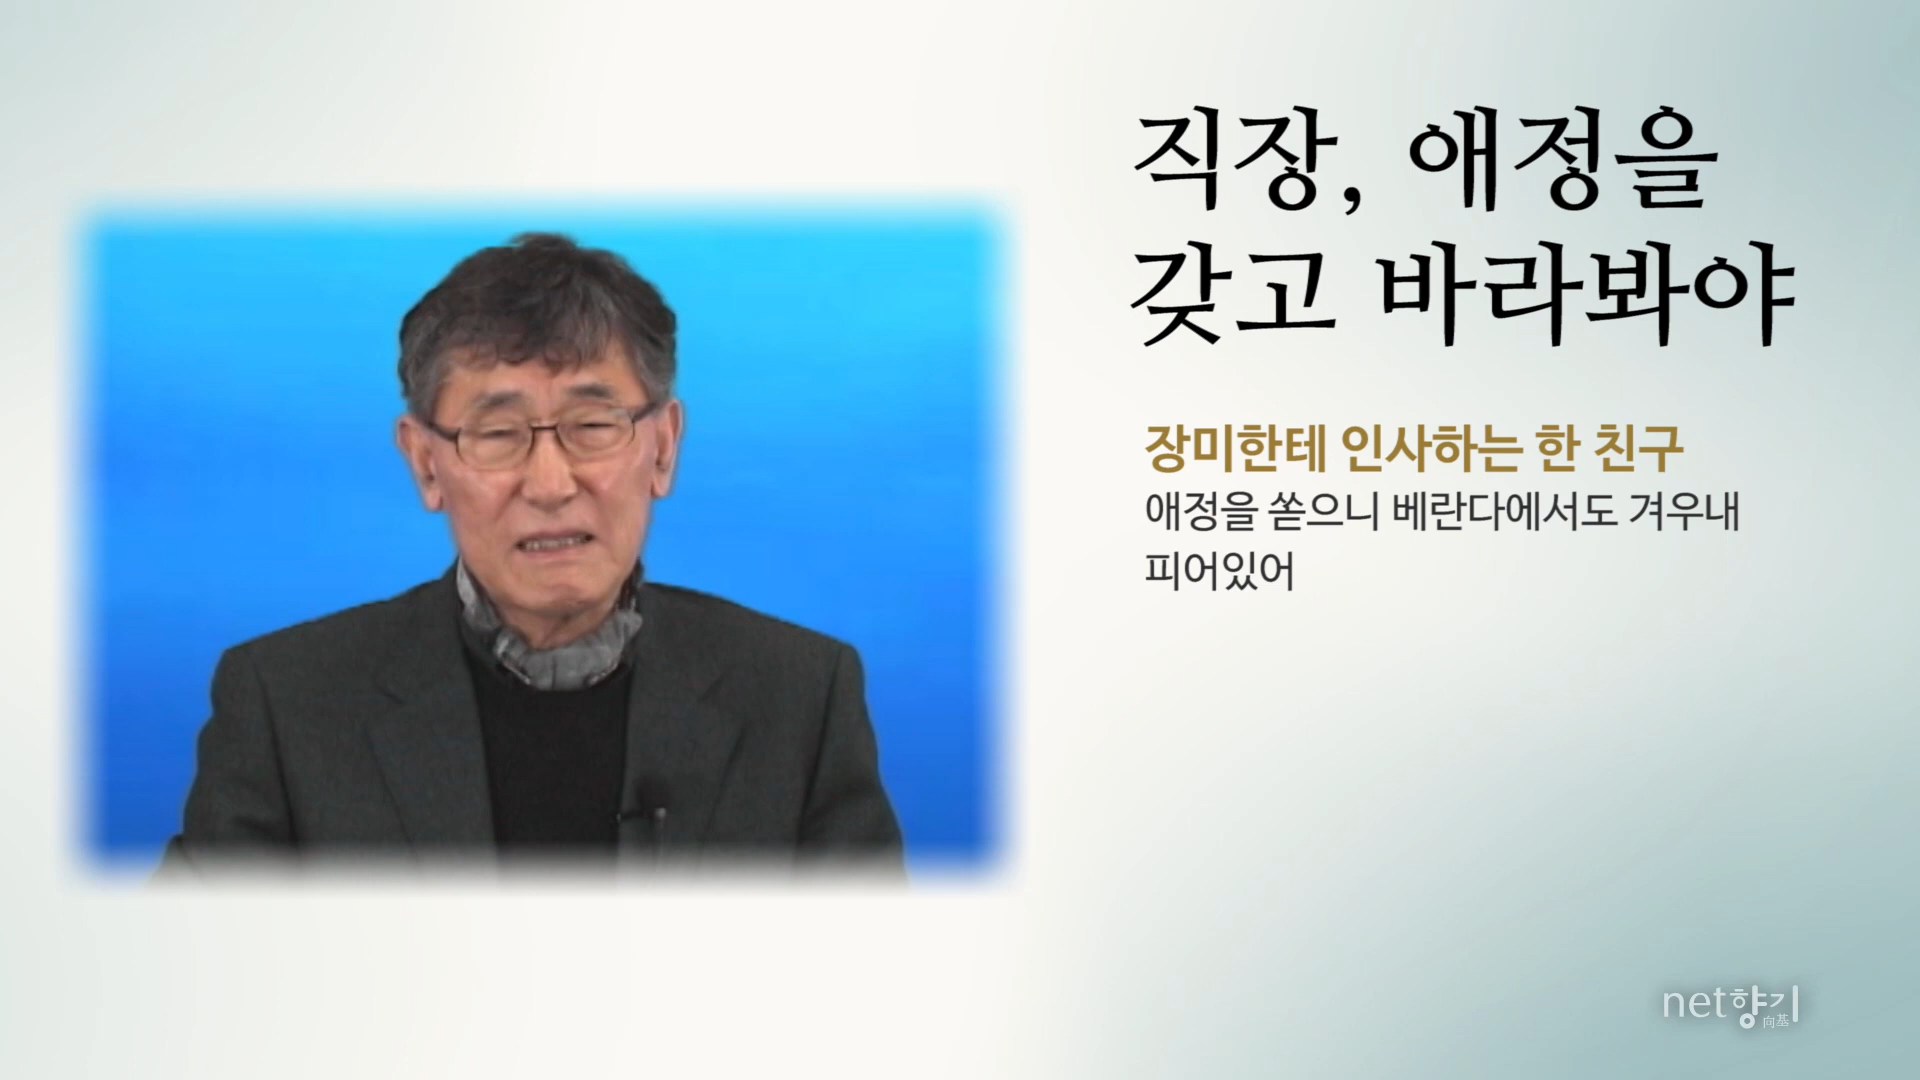 직장, 애정을
갖고 바라봐야
장미한테 인사하는 한 친구
애정을 쏟으니 베란다에서도 겨우내
피어있어
net향기
向基